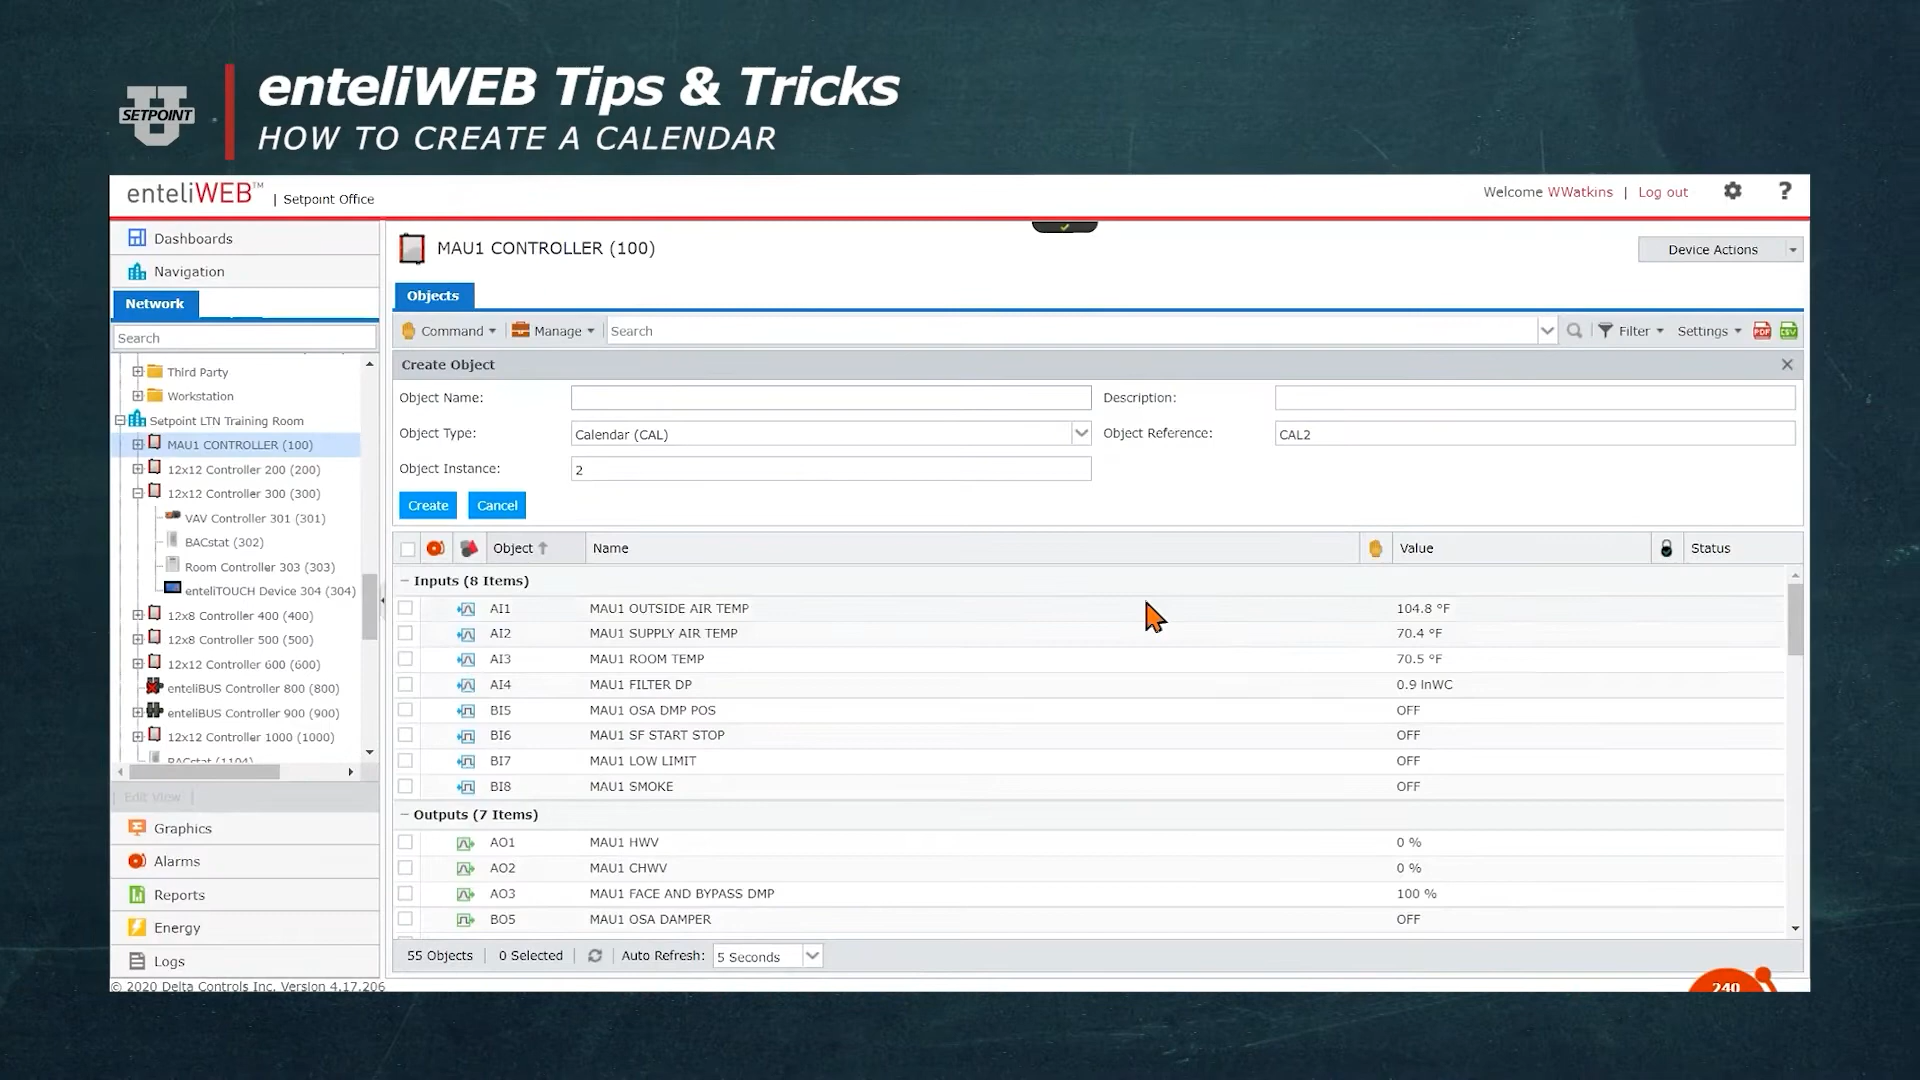 SETPOINT
enteliWEB Tips & Tricks
HOW TO CREATE A CALENDAR
enteliWEB™ | Setpoint Office
Welcome WWatkins | Log out ?
Dashboards
Navigation
Network
Search
Third Party
Workstation
Setpoint LTN Training Room
MAU1 CONTROLLER (100)
12x12 Controller 200 (200)
12x12 Controller 300 (300)
VAV Controller 301 (301)
BACstat (302)
Room Controller 303 (303)
enteliTOUCH Device 304 (304)
12x8 Controller 400 (400)
12x8 Controller 500 (500)
12x12 Controller 600 (600)
enteliBUS Controller 800 (800)
enteliBUS Controller 900 (900)
12x12 Controller 1000 (1000)
BACstat (1104)
Edit View
Graphics
Alarms
Reports
Energy
Logs
© 2020 Delta Controls Inc. Version 4.17.206
MAU1 CONTROLLER (100)
Device Actions
Objects
Command Manage Search Filter Settings PDF CSV
Create Object
Object Name: Description:
Object Type: Calendar (CAL) Object Reference: CAL2
Object Instance: 2
Create Cancel
Object Name Value Status
Inputs (8 Items)
AI1 MAU1 OUTSIDE AIR TEMP 104.8 °F
AI2 MAU1 SUPPLY AIR TEMP 70.4 °F
AI3 MAU1 ROOM TEMP 70.5 °F
AI4 MAU1 FILTER DP 0.9 InWC
BI5 MAU1 OSA DMP POS OFF
BI6 MAU1 SF START STOP OFF
BI7 MAU1 LOW LIMIT OFF
BI8 MAU1 SMOKE OFF
Outputs (7 Items)
AO1 MAU1 HWV 0 %
AO2 MAU1 CHWV 0 %
AO3 MAU1 FACE AND BYPASS DMP 100 %
BO5 MAU1 OSA DAMPER OFF
55 Objects 0 Selected Auto Refresh: 5 Seconds
240